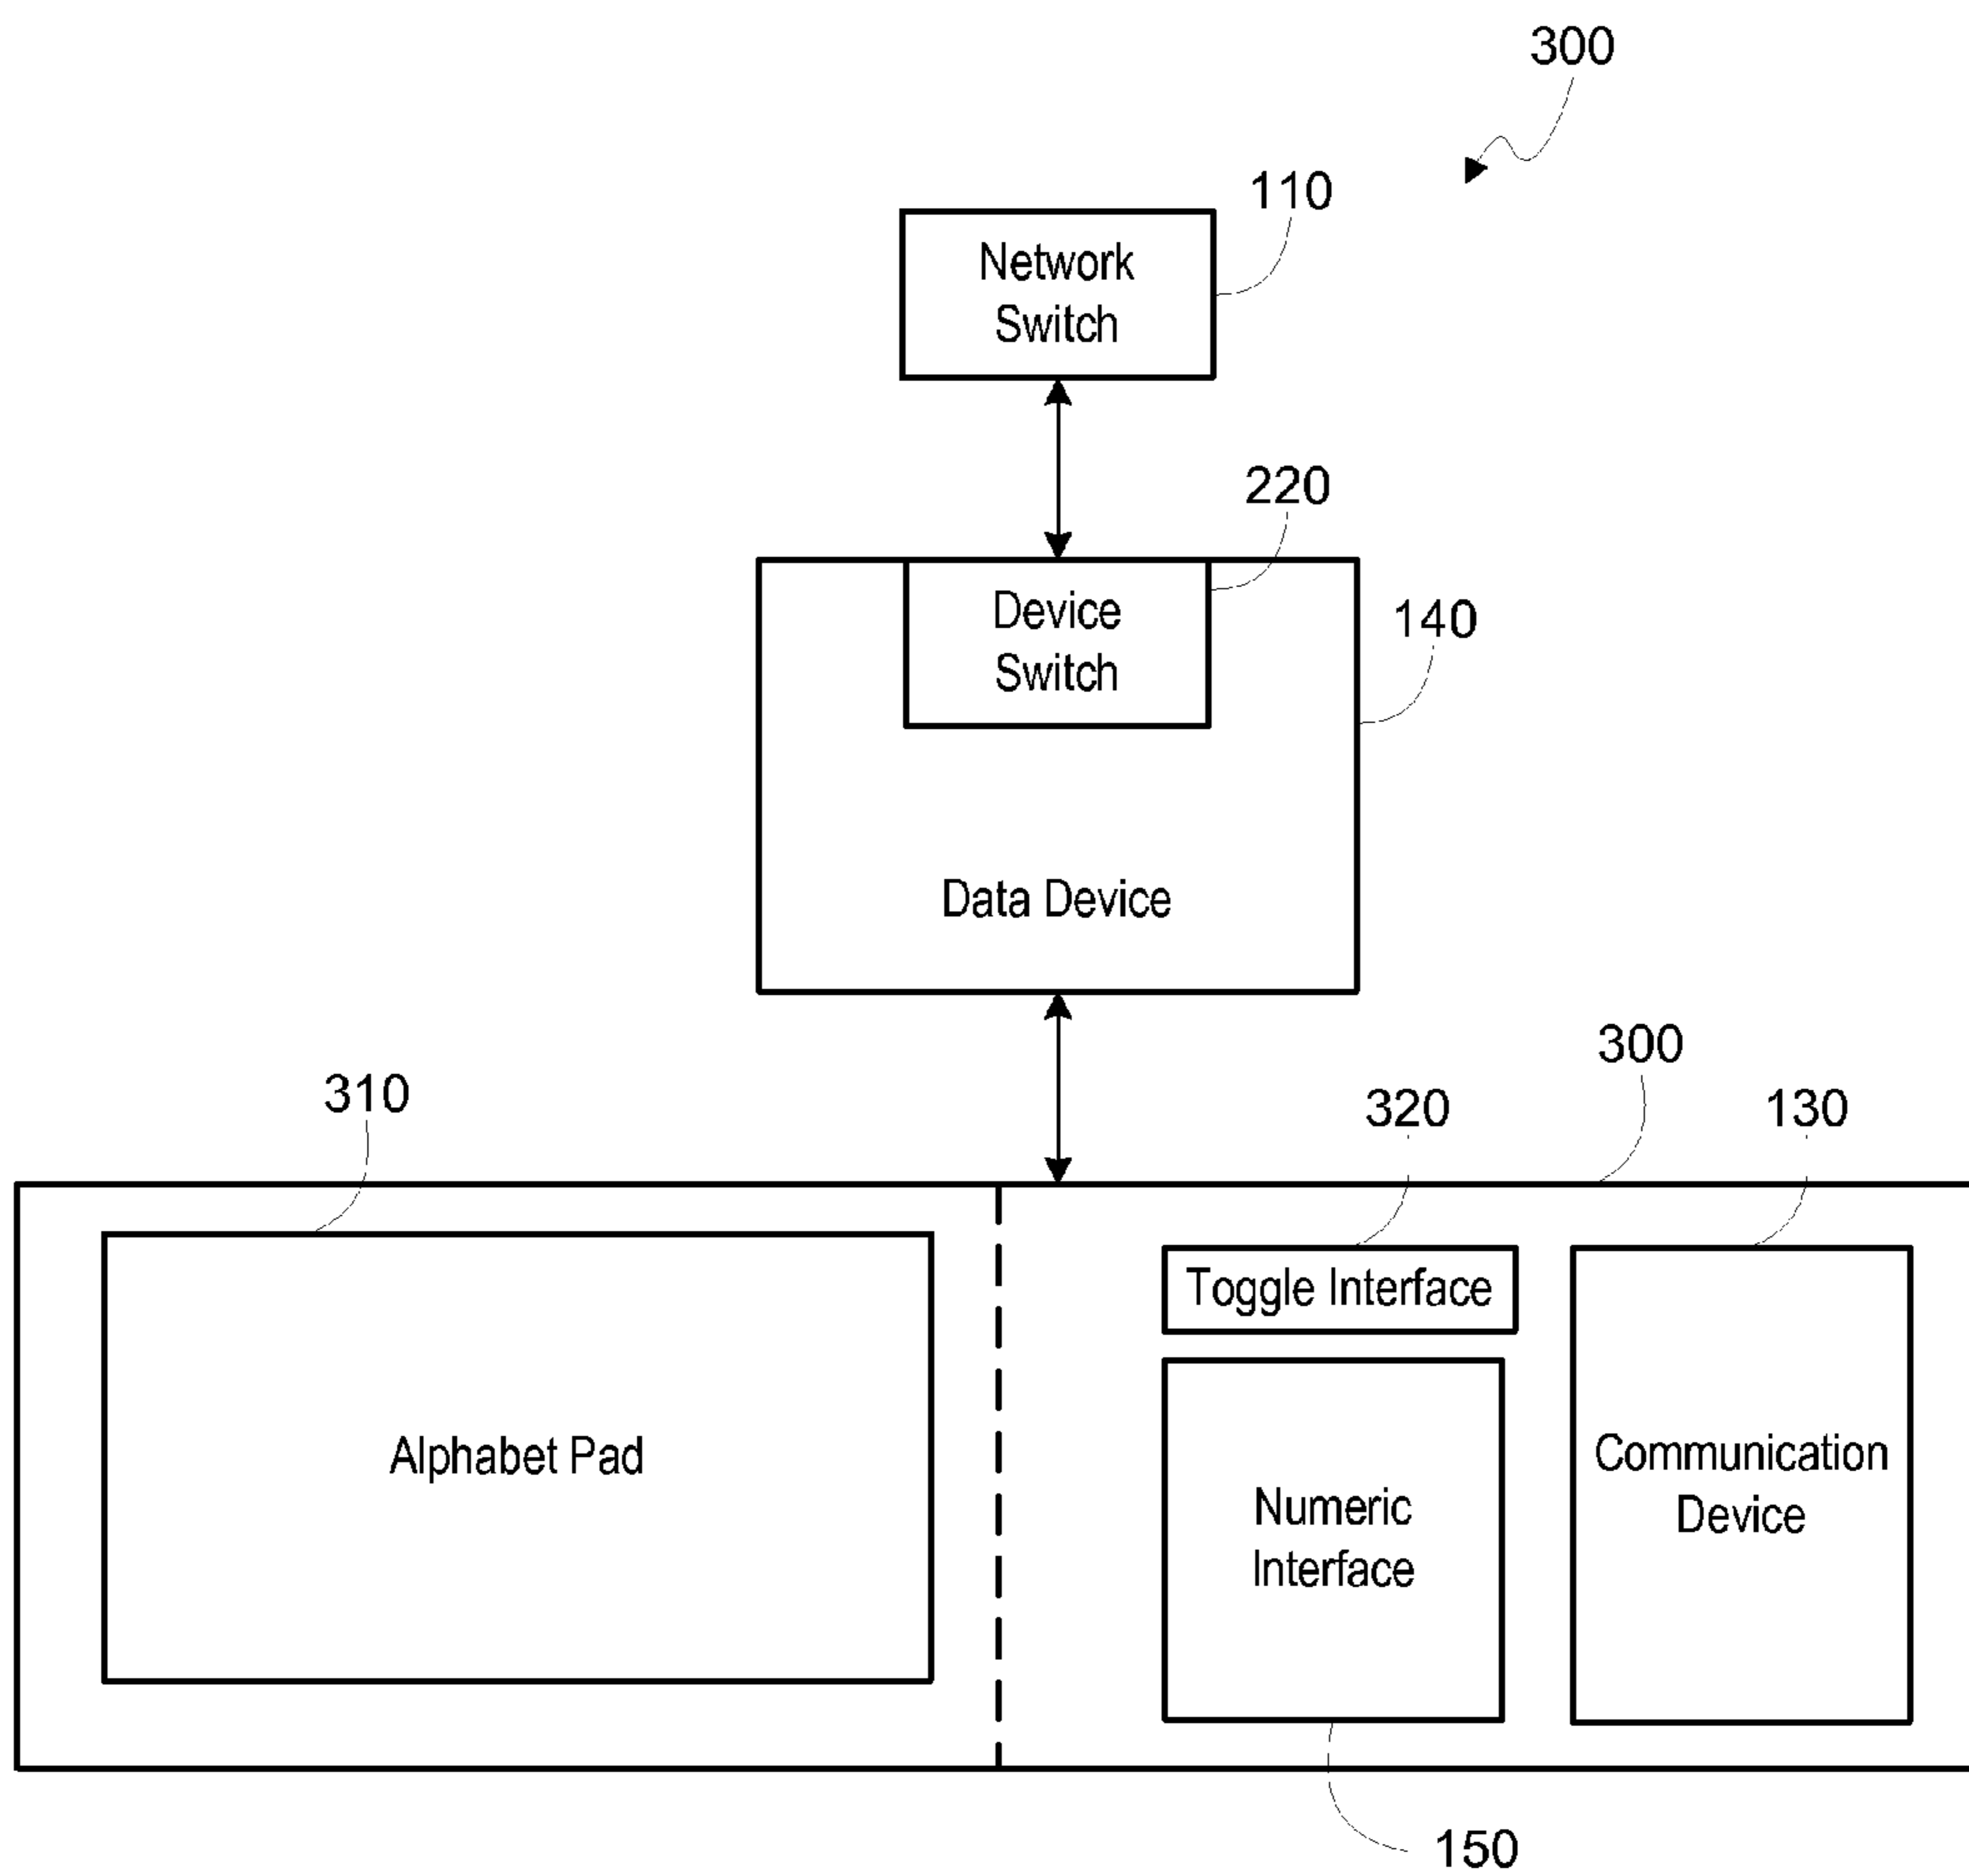 300
110
Network
Switch
220
Device
Switch
140
Data Device
300
310
320
130
Toggle Interface
Alphabet Pad
Communication
Device
Numeric
Interface
150